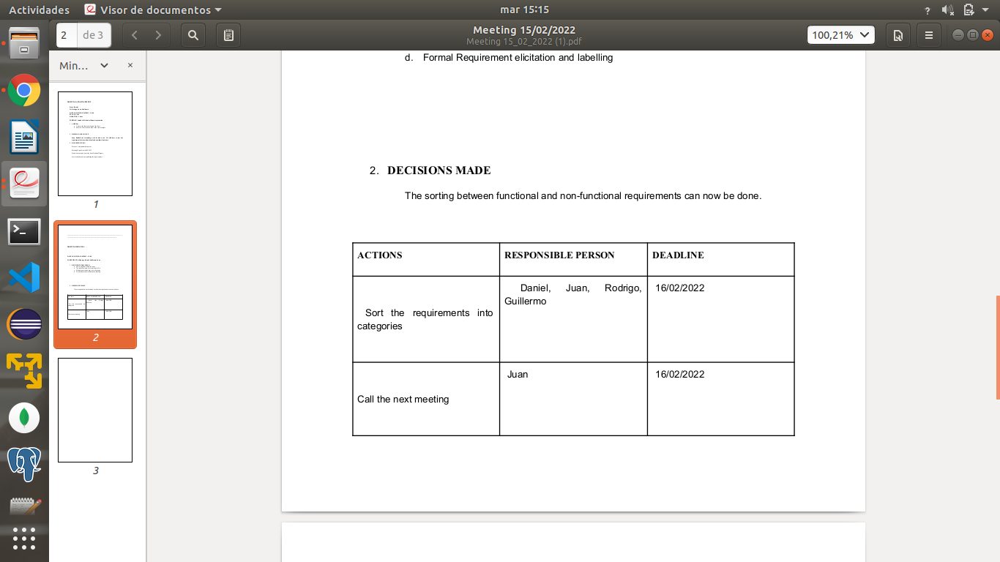 Actividades Visor de documentos mar 15:15 ?
2 de 3 Meeting 15/02/2022 100,21%
Meeting 15_02_2022 (1).pdf
Min... ×
1
2
3
d. Formal Requirement elicitation and labelling
2. DECISIONS MADE
The sorting between functional and non-functional requirements can now be done.
ACTIONS RESPONSIBLE PERSON DEADLINE
Sort the requirements into
categories
Daniel, Juan, Rodrigo,
Guillermo
16/02/2022
Call the next meeting
Juan
16/02/2022